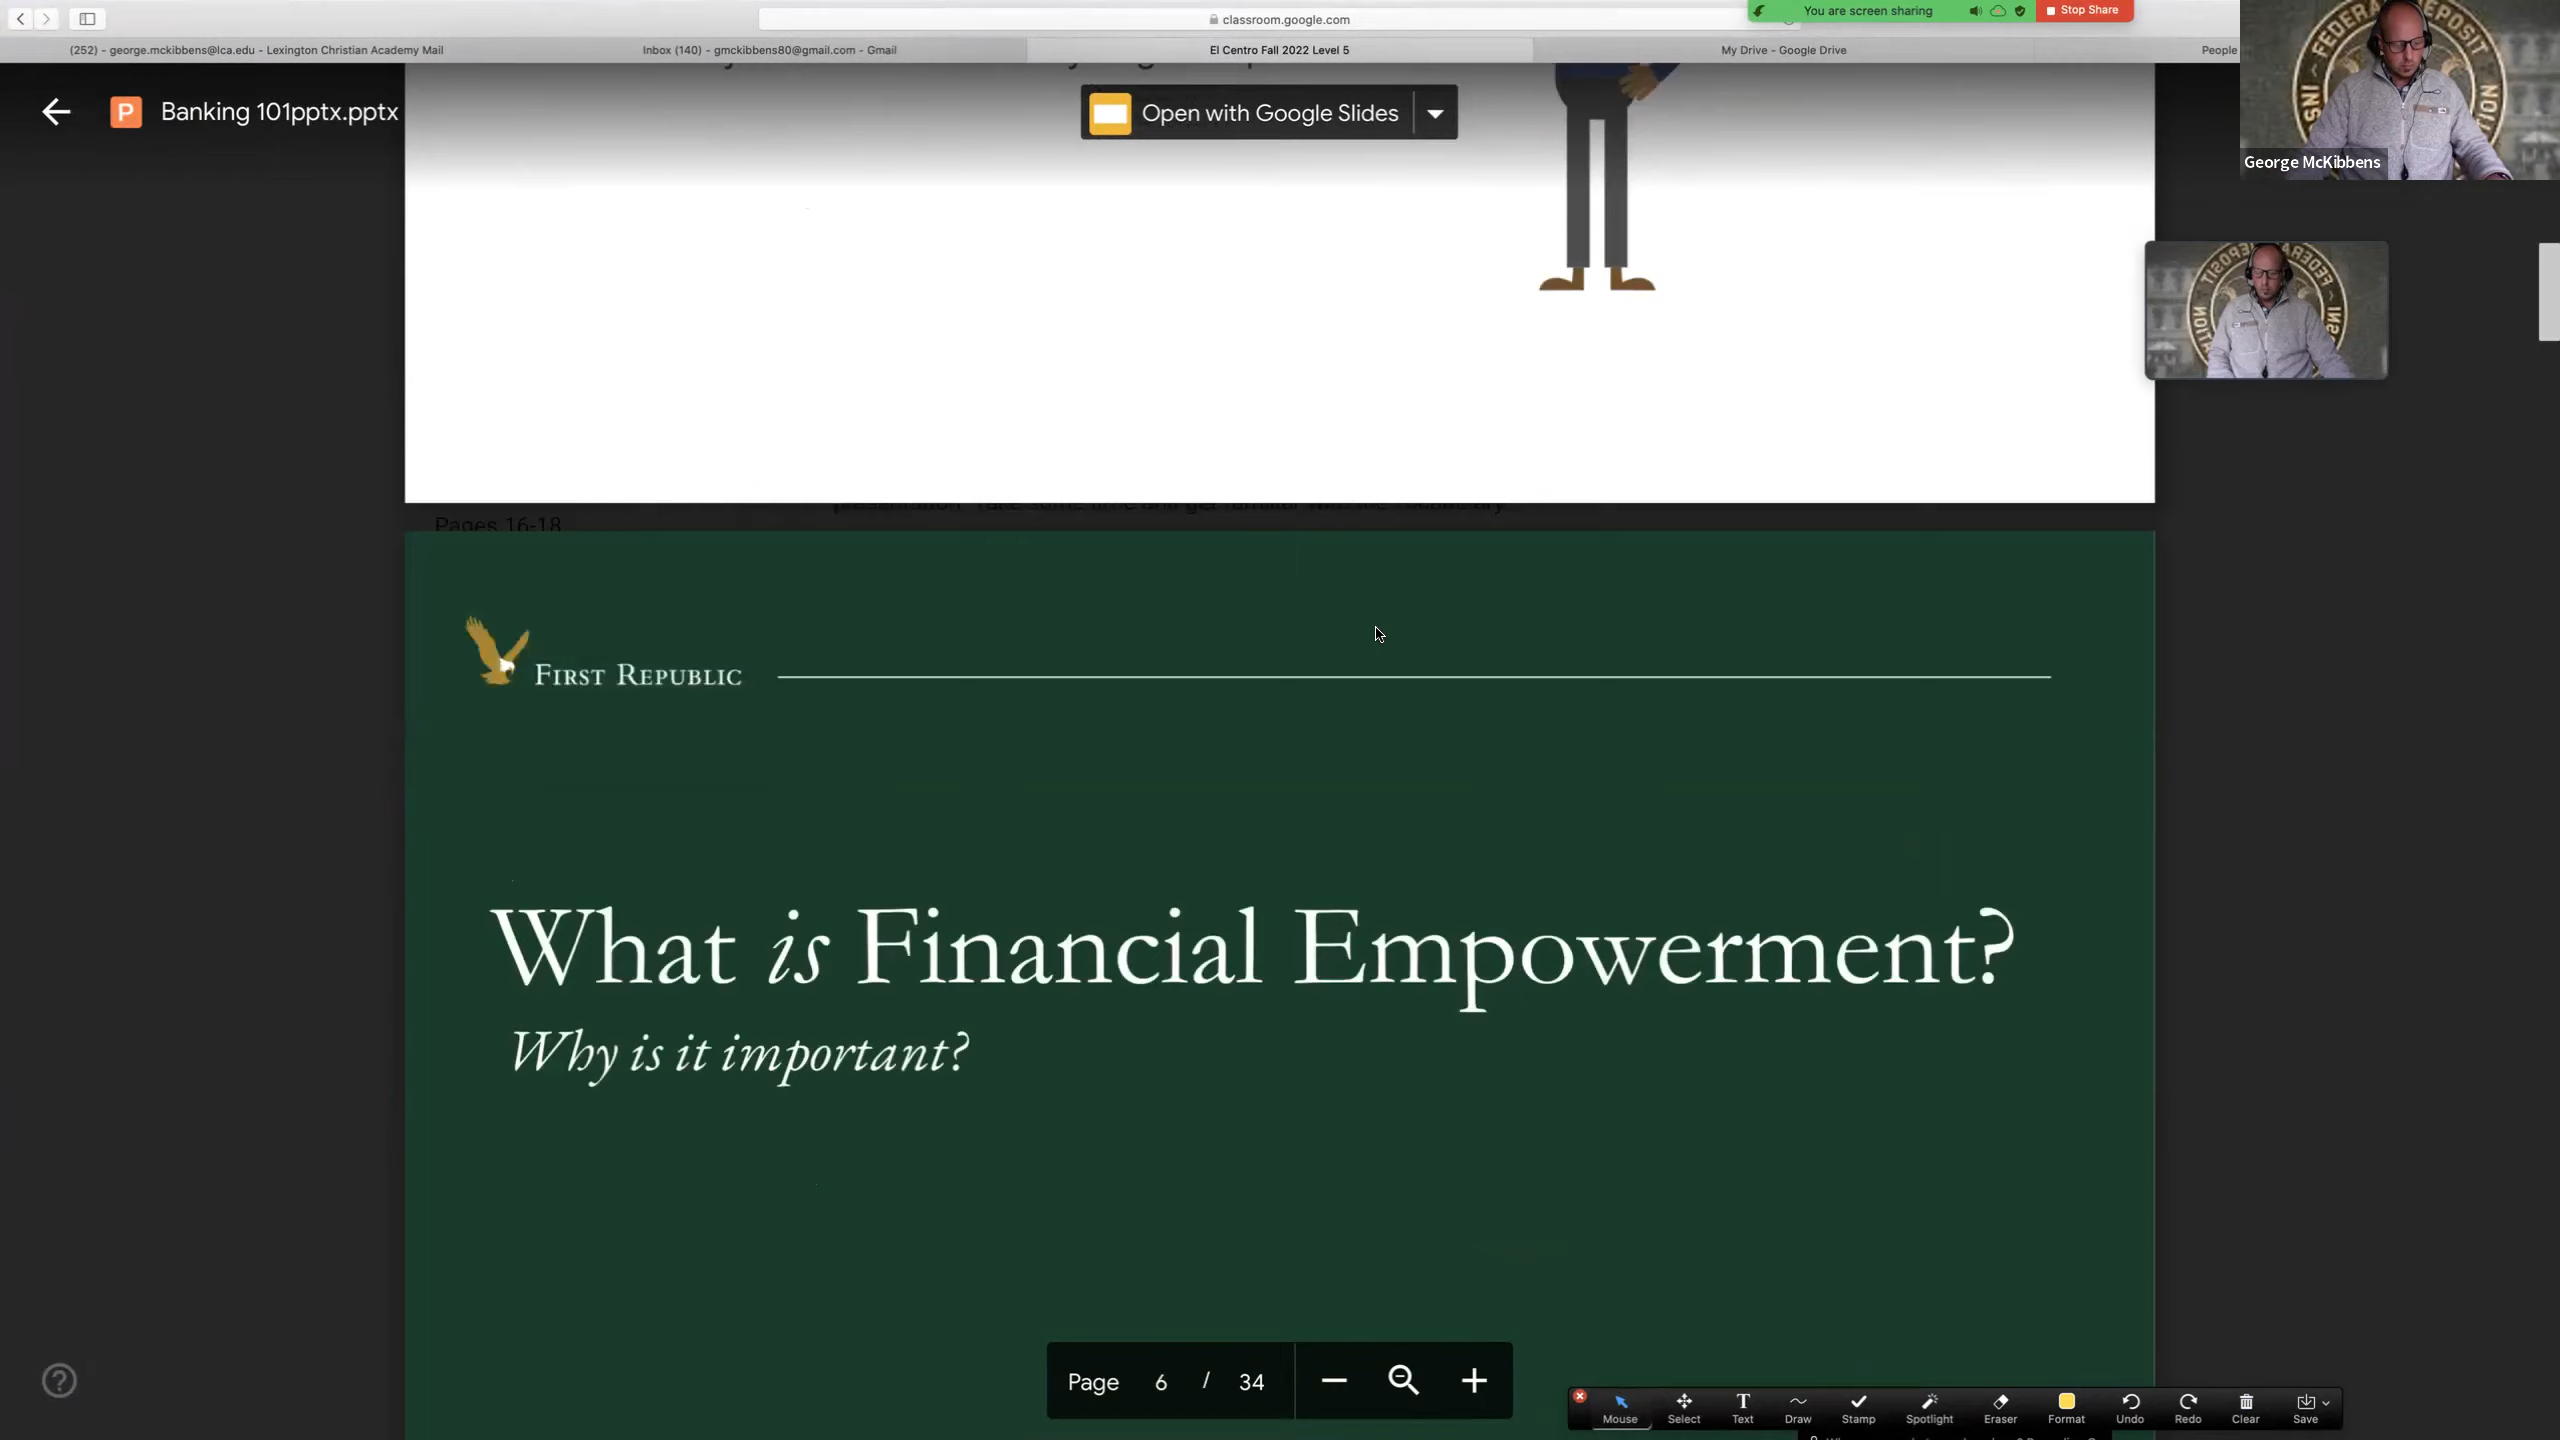 classroom.google.com
You are screen sharing
Stop Share
(252) - george.mckibbens@lca.edu - Lexington Christian Academy Mail
Inbox (140) - gmckibbens80@gmail.com - Gmail
El Centro Fall 2022 Level 5
My Drive - Google Drive
People
P
Banking 101pptx.pptx
Open with Google Slides
FEDERAL DEPOSIT
George McKibbens
Pages 16-18
FIRST REPUBLIC
What is Financial Empowerment?
Why is it important?
Page 6 / 34
Mouse Select Text Draw Stamp Spotlight Eraser Format Undo Redo Clear Save